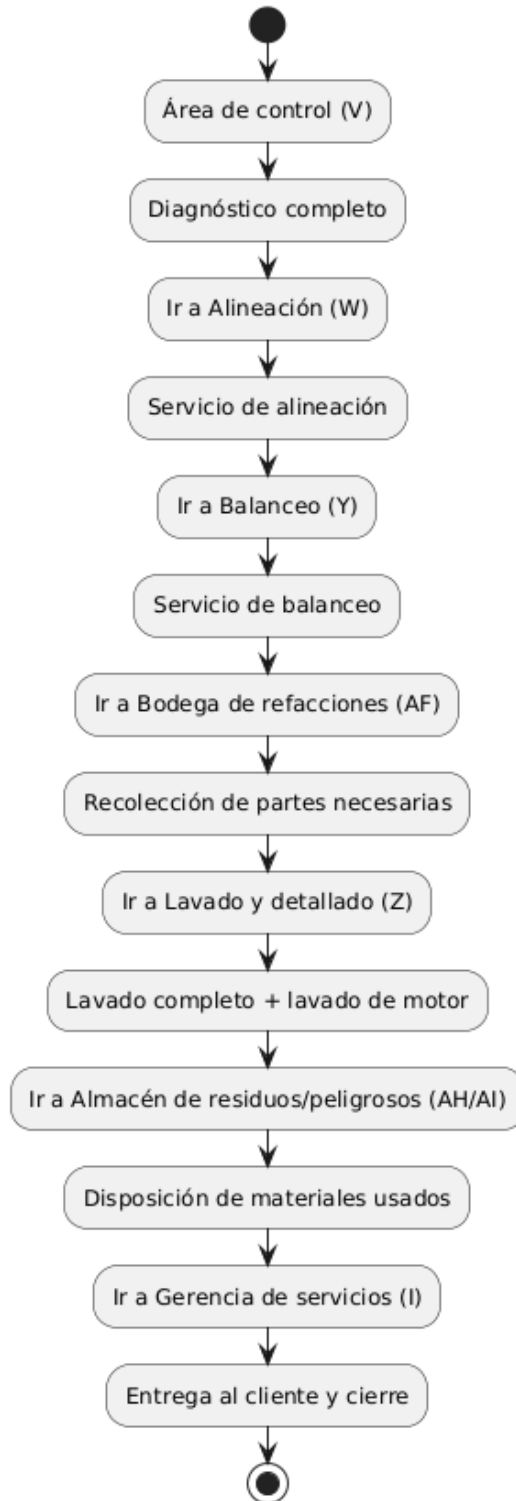 Área de control (V)
Diagnóstico completo
Ir a Alineación (W)
Servicio de alineación
Ir a Balanceo (Y)
Servicio de balanceo
Ir a Bodega de refacciones (AF)
Recolección de partes necesarias
Ir a Lavado y detallado (Z)
Lavado completo + lavado de motor
Ir a Almacén de residuos/peligrosos (AH/AI)
Disposición de materiales usados
Ir a Gerencia de servicios (I)
Entrega al cliente y cierre